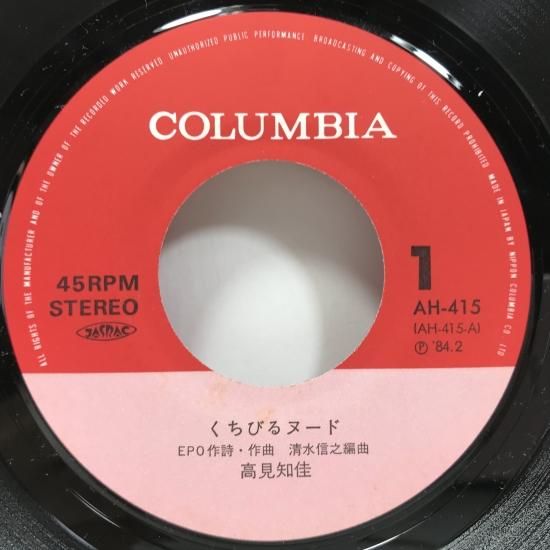 ALL RIGHTS OF THE MANUFACTURER AND OF THE OWNER OF THE RECORDED WORK RESERVED UNAUTHORIZED PUBLIC PERFORMANCE BROADCASTING AND COPYING OF THIS RECORD PROHIBITED MADE IN JAPAN BY NIPPON COLUMBIA CO. LTD
COLUMBIA
45RPM
STEREO
JASRAC
1
AH-415
(AH-415-A)
Ⓟ '84.2
くちびるヌード
EPO作詩・作曲 清水信之編曲
高見知佳